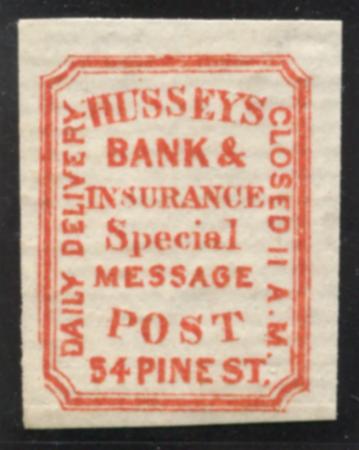 HUSSEYS
BANK &
INSURANCE
Special
MESSAGE
POST
54 PINE ST.
DAILY DELIVERY
CLOSED 11 A.M.